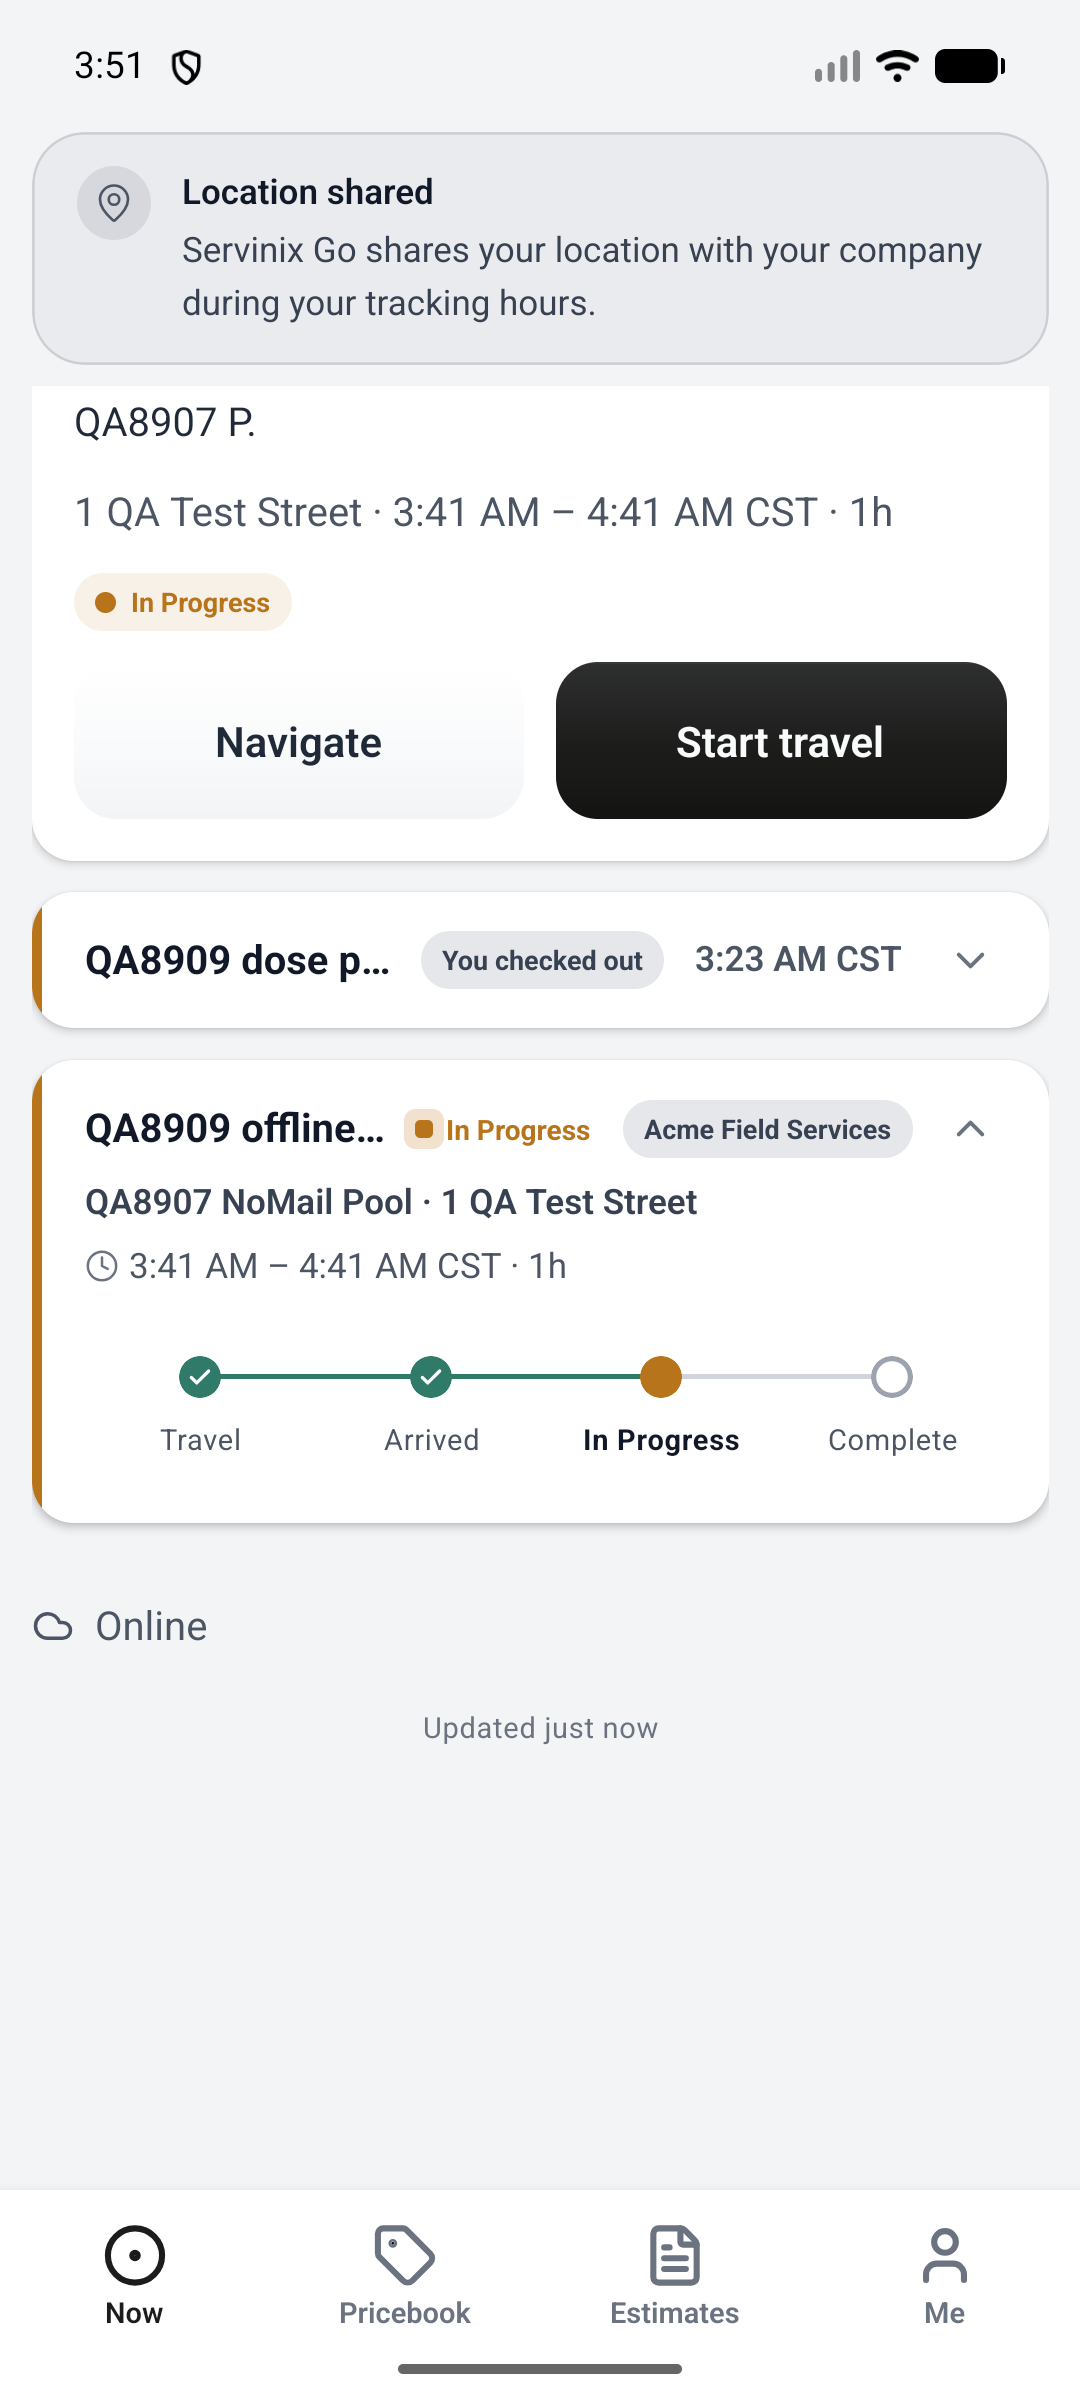 3:51
Location shared
Servinix Go shares your location with your company
during your tracking hours.
QA8907 P.
1 QA Test Street · 3:41 AM – 4:41 AM CST · 1h
In Progress
Navigate
Start travel
QA8909 dose p...
You checked out
3:23 AM CST
QA8909 offline...
In Progress
Acme Field Services
QA8907 NoMail Pool · 1 QA Test Street
3:41 AM – 4:41 AM CST · 1h
Travel
Arrived
In Progress
Complete
Online
Updated just now
Now
Pricebook
Estimates
Me